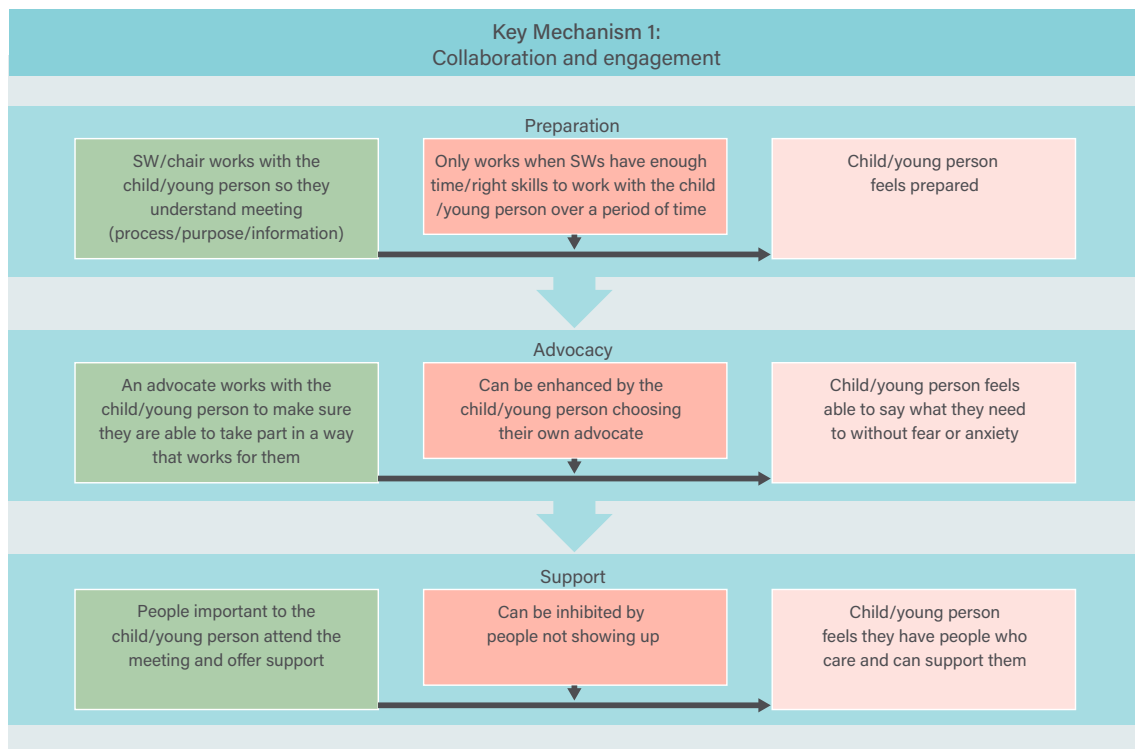 Key Mechanism 1:
Collaboration and engagement
Preparation
SW/chair works with the
child/young person so they
understand meeting
(process/purpose/information)
Only works when SWs have enough
time/right skills to work with the child
/young person over a period of time
Child/young person
feels prepared
Advocacy
An advocate works with the
child/young person to make sure
they are able to take part in a way
that works for them
Can be enhanced by the
child/young person choosing
their own advocate
Child/young person feels
able to say what they need
to without fear or anxiety
Support
People important to the
child/young person attend the
meeting and offer support
Can be inhibited by
people not showing up
Child/young person
feels they have people who
care and can support them